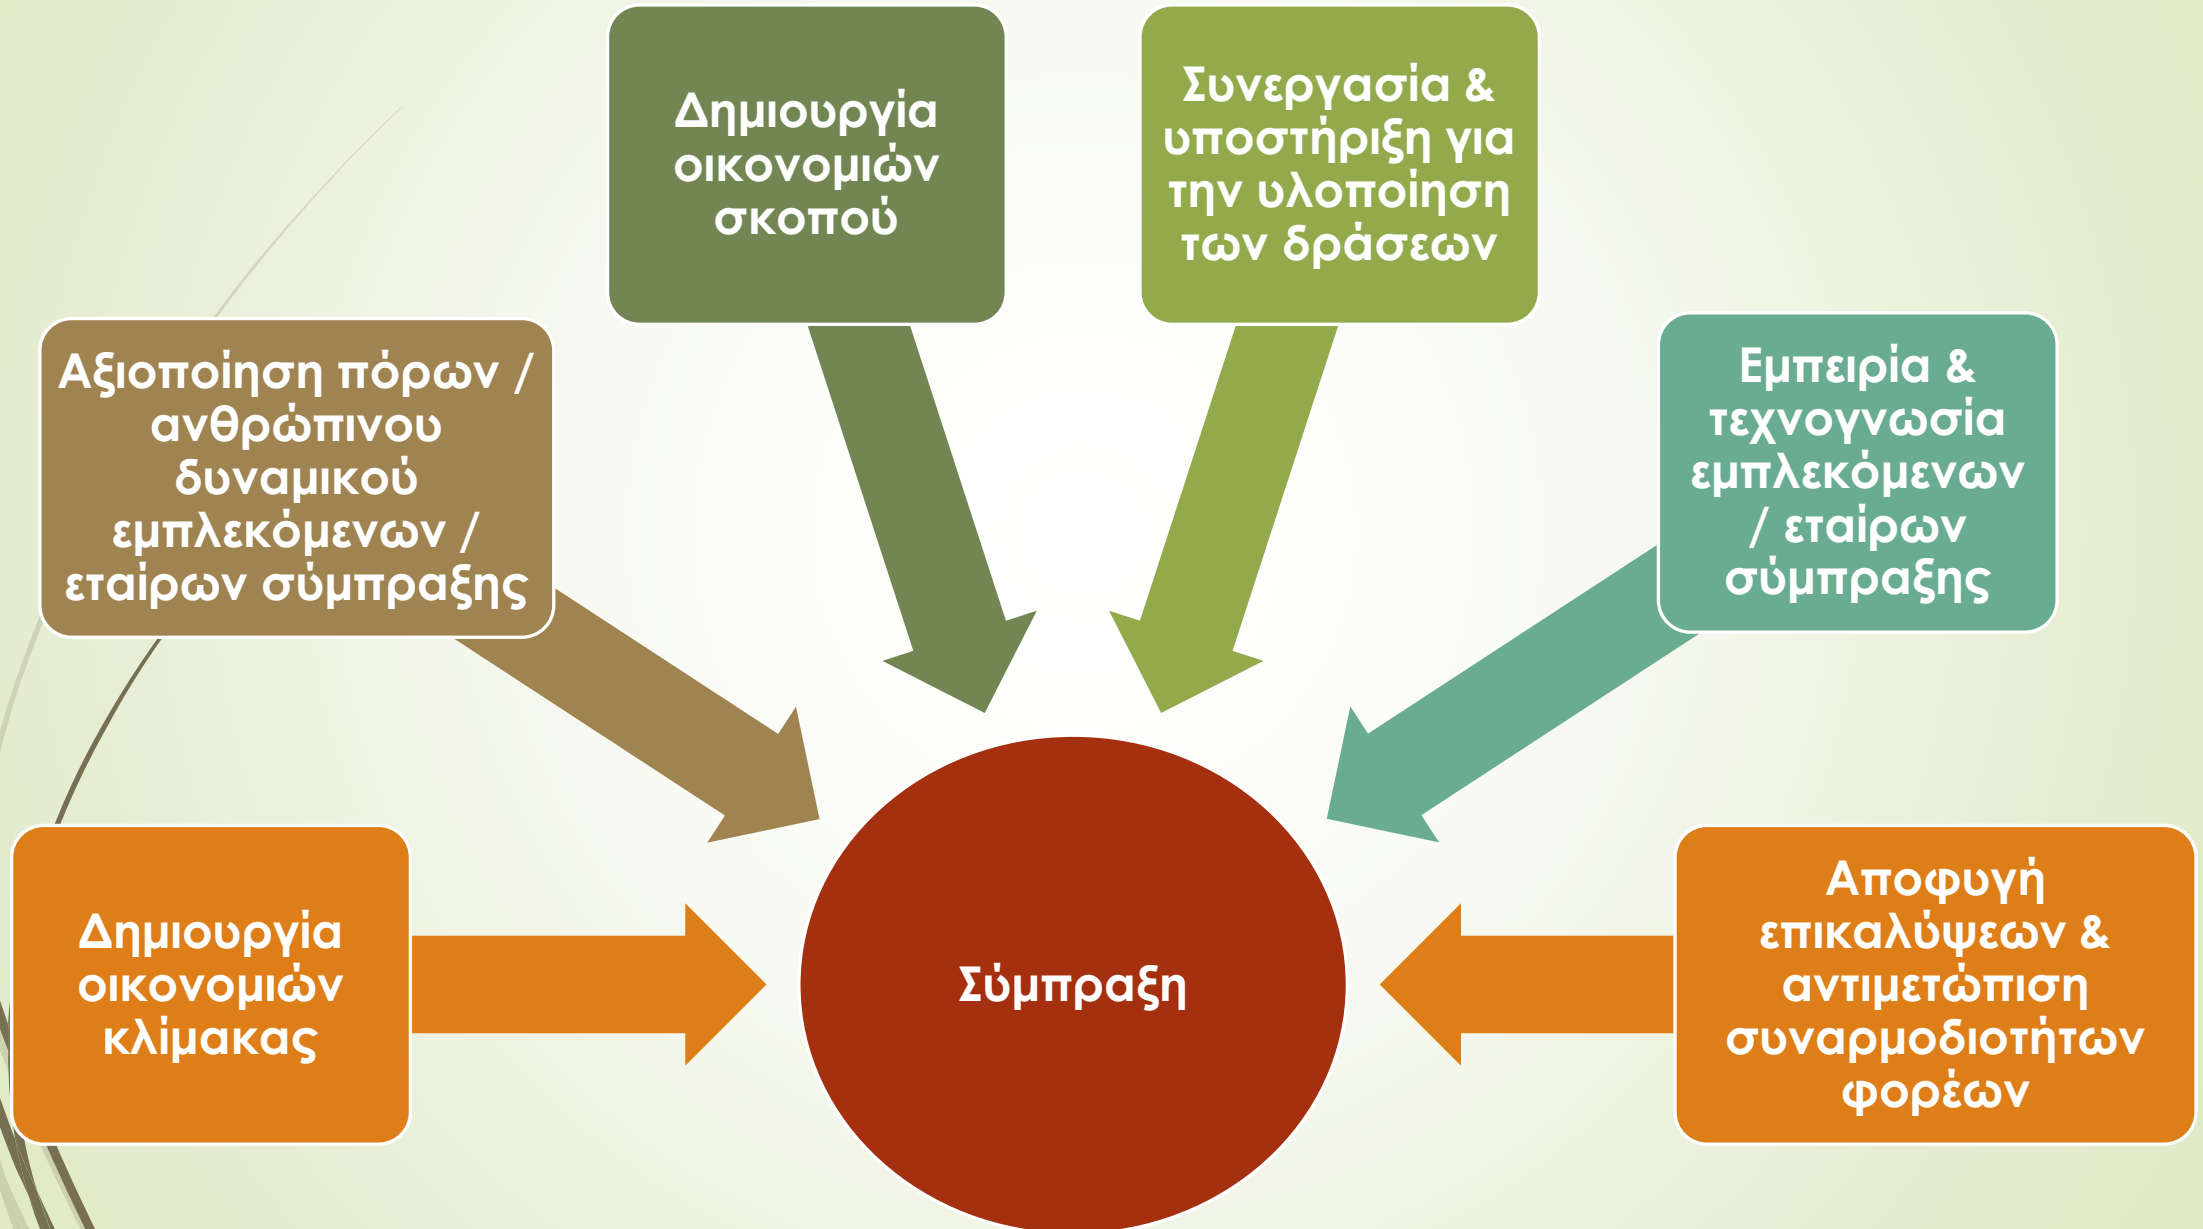 Δημιουργία
οικονομιών
σκοπού
Συνεργασία &
υποστήριξη για
την υλοποίηση
των δράσεων
Αξιοποίηση πόρων /
ανθρώπινου
δυναμικού
εμπλεκόμενων /
εταίρων σύμπραξης
Εμπειρία &
τεχνογνωσία
εμπλεκόμενων
/ εταίρων
σύμπραξης
Δημιουργία
οικονομιών
κλίμακας
Σύμπραξη
Αποφυγή
επικαλύψεων &
αντιμετώπιση
συναρμοδιοτήτων
φορέων